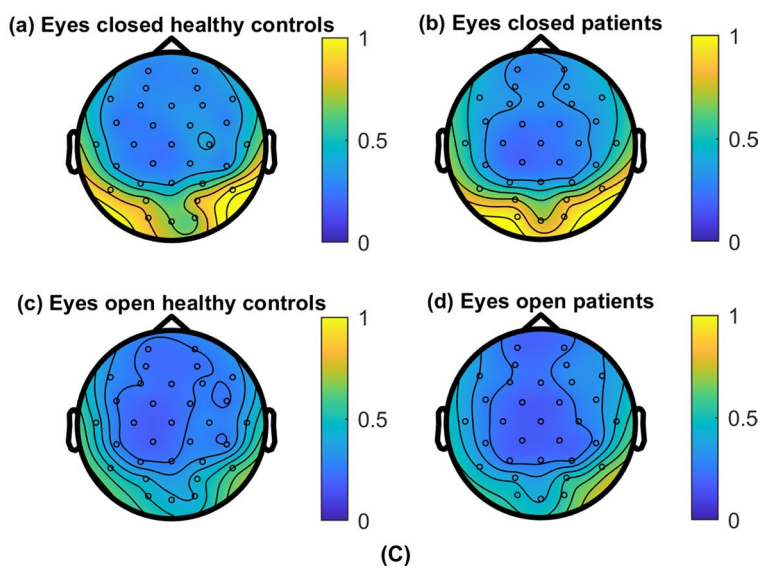 (a) Eyes closed healthy controls
1
0.5
0
(b) Eyes closed patients
1
0.5
0
(c) Eyes open healthy controls
1
0.5
0
(d) Eyes open patients
1
0.5
0
(C)